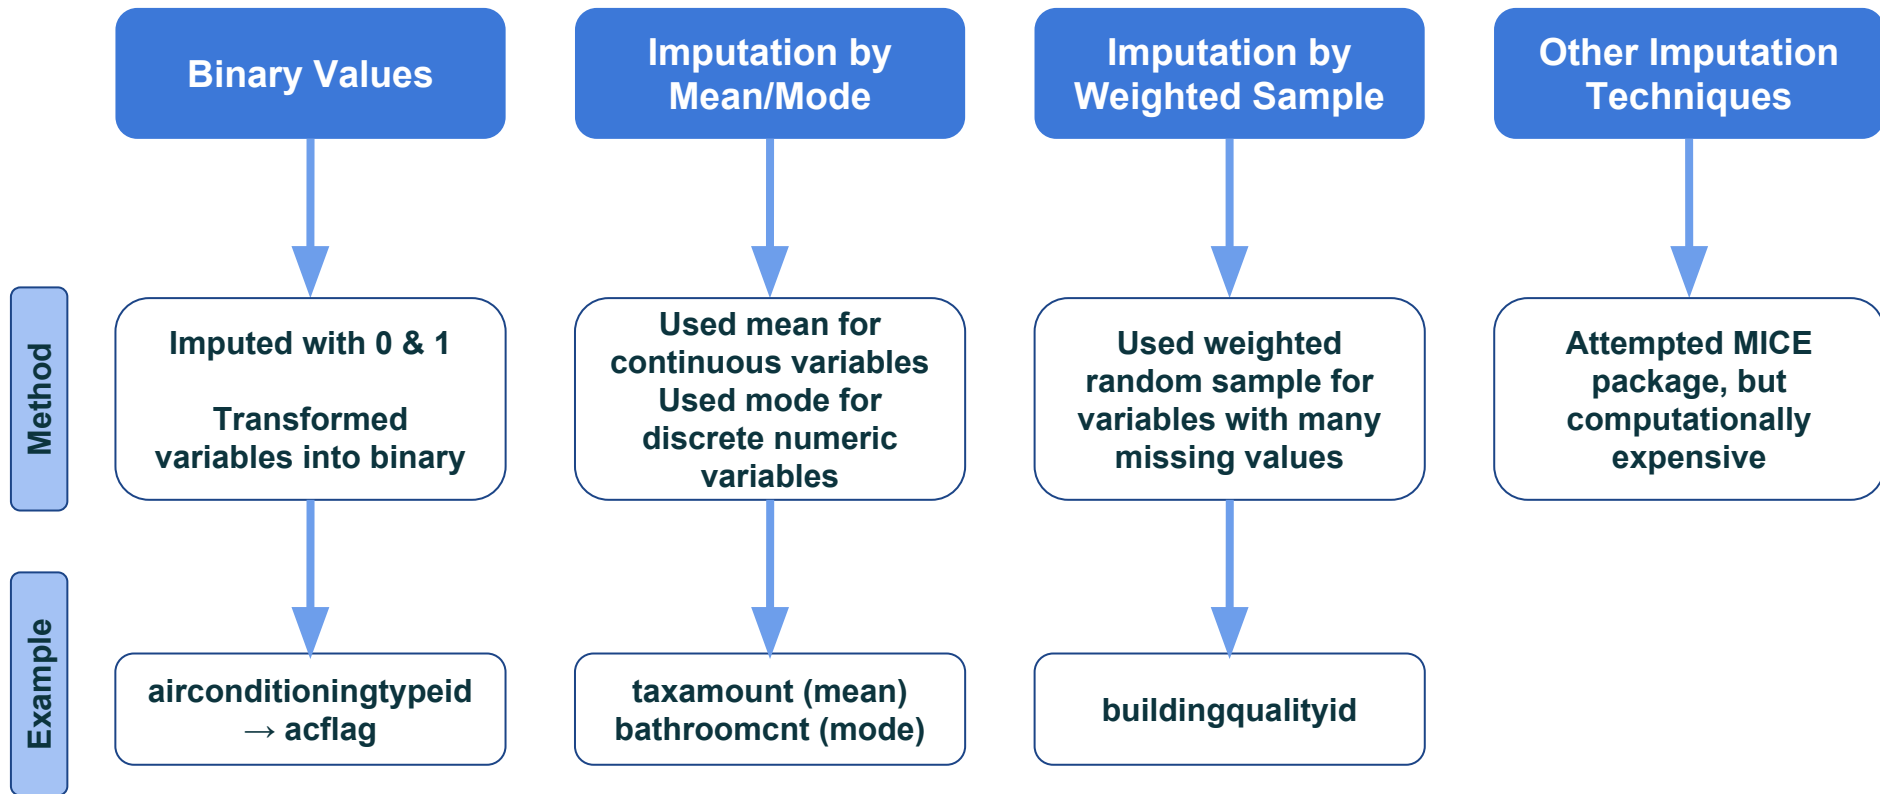 Binary Values
Imputation by
Mean/Mode
Imputation by
Weighted Sample
Other Imputation
Techniques
Method
Imputed with 0 & 1
Transformed
variables into binary
Used mean for
continuous variables
Used mode for
discrete numeric
variables
Used weighted
random sample for
variables with many
missing values
Attempted MICE
package, but
computationally
expensive
Example
airconditioningtypeid
→ acflag
taxamount (mean)
bathroomcnt (mode)
buildingqualityid